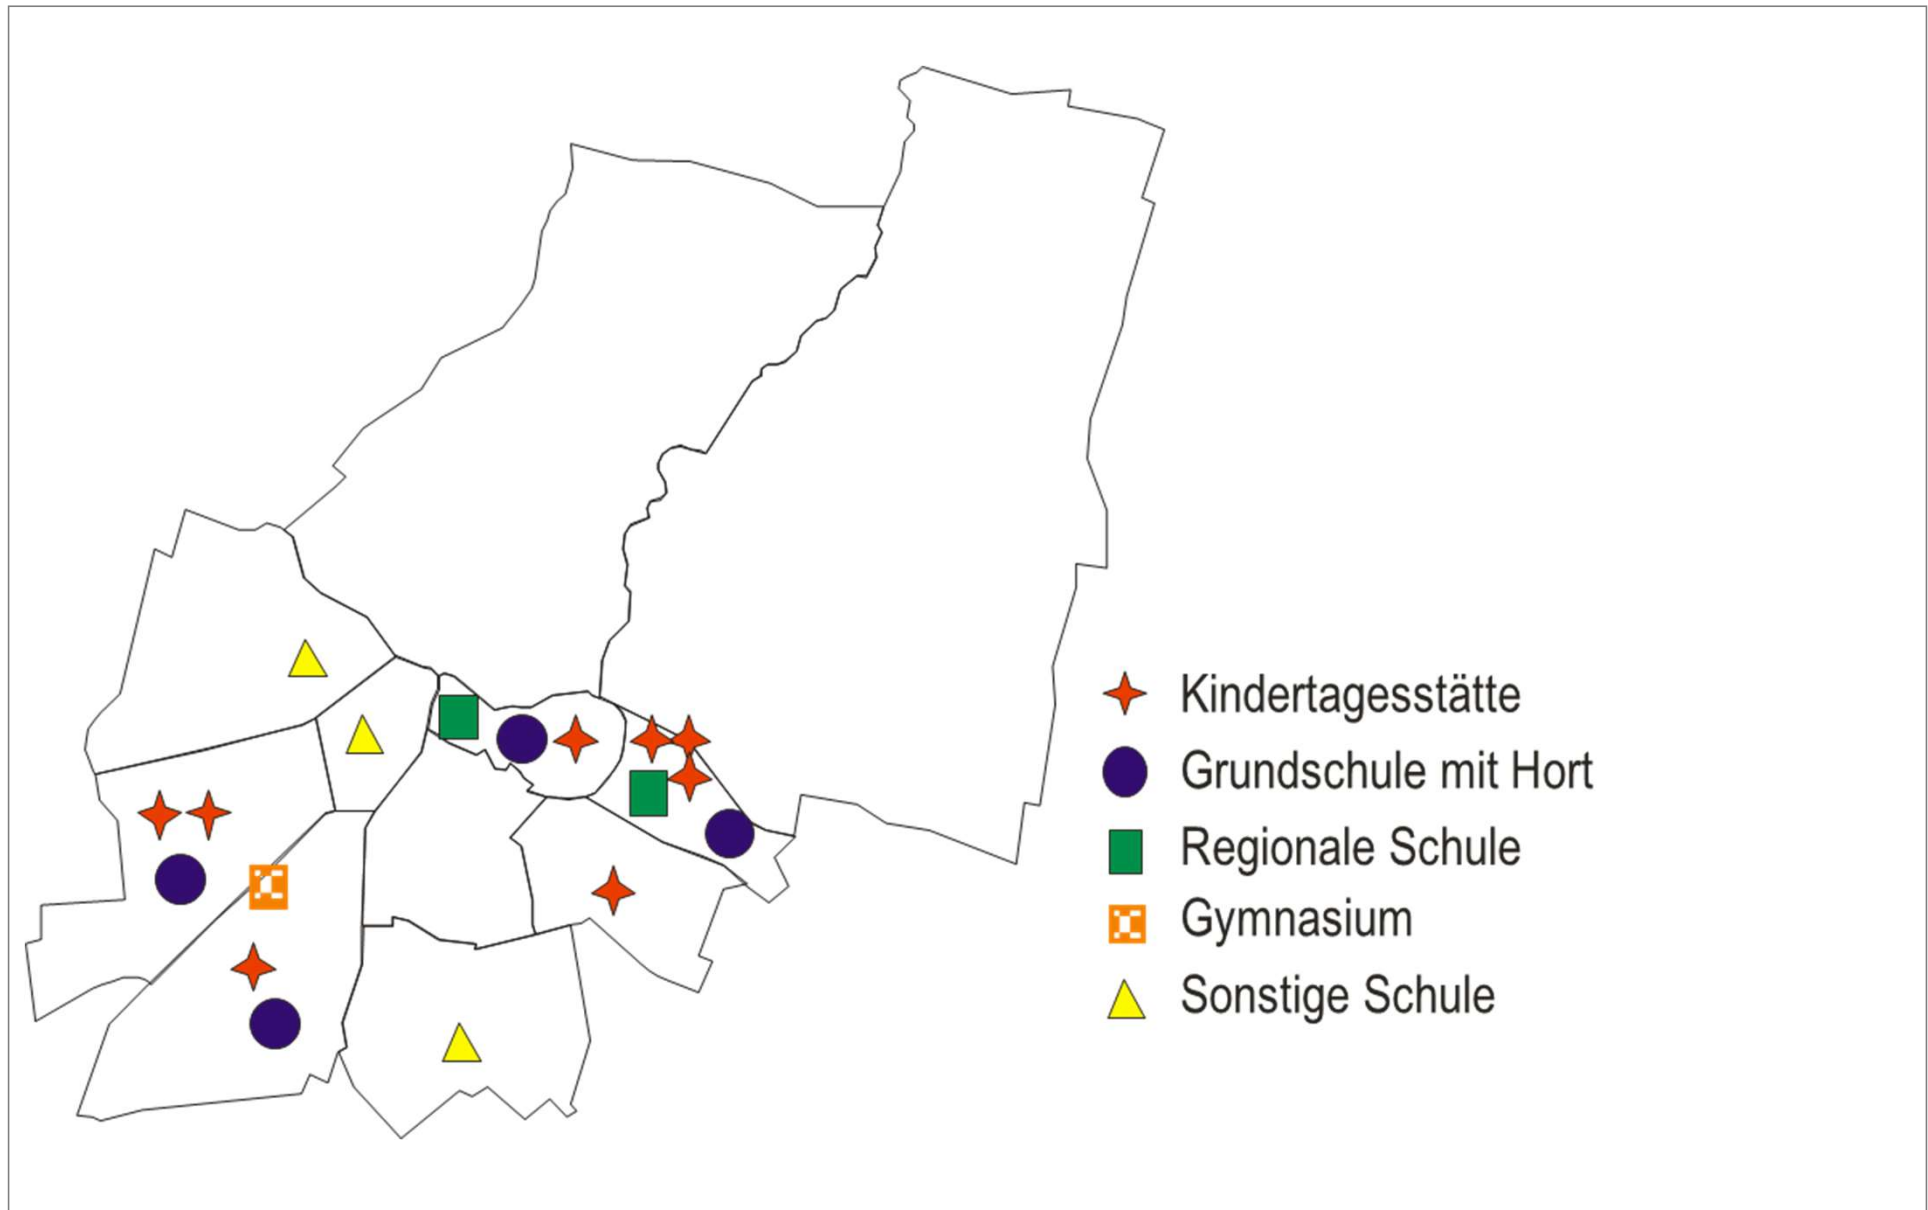 Kindertagesstätte
Grundschule mit Hort
Regionale Schule
Gymnasium
Sonstige Schule